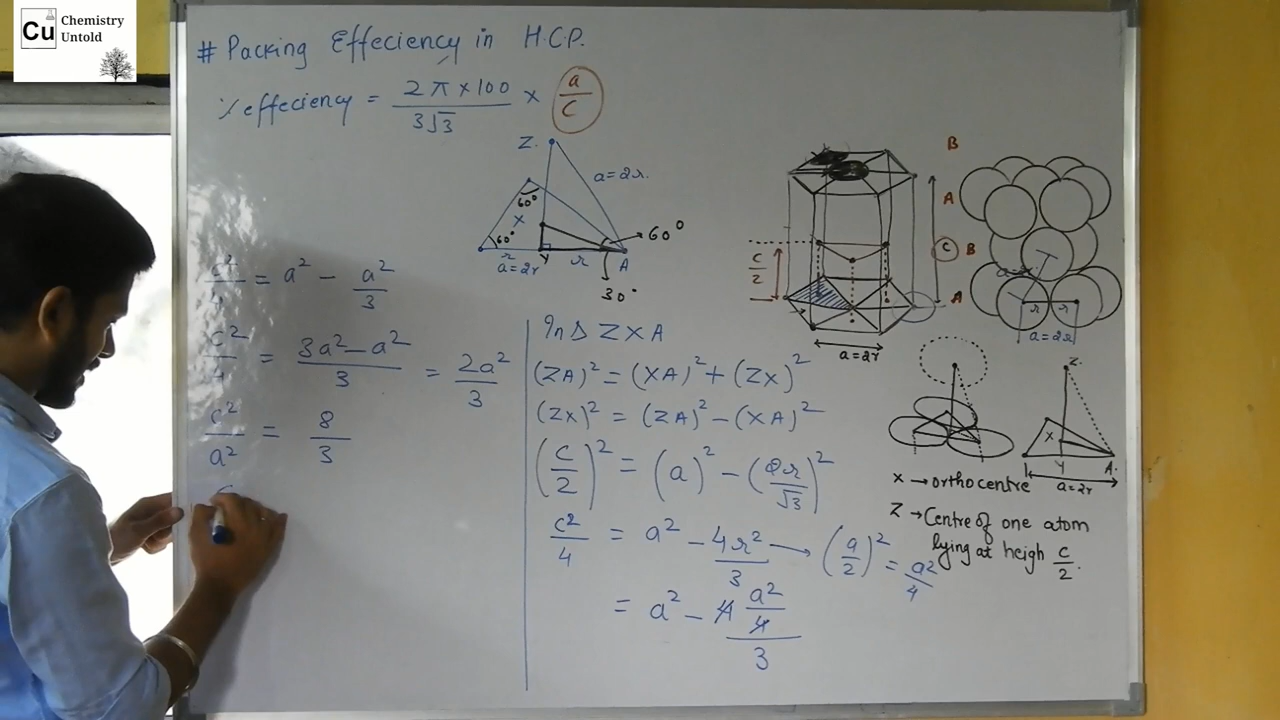 Cu Chemistry Untold
# Packing Effeciency in H.C.P.
% effeciency = 2π×100 / 3√3 × a/C
Z.
a=2r.
60°
X
60°
60°
r
Y
r
A
a=2r
30°
c²/4 = a² - a²/3
c²/4 = 3a²-a²/3 = 2a²/3
c²/a² = 8/3
In Δ ZXA
(ZA)² = (XA)² + (ZX)²
(ZX)² = (ZA)² - (XA)²
(C/2)² = (a)² - (2r/√3)²
c²/4 = a² - 4r²/3 → (a/2)² = a²/4
= a² - 4 a²/4 / 3
B
A
C
B
A
C/2
a=2r
r
r
a=2r
Z.
X
Y
A.
a=2r
X → orthocentre
Z → Centre of one atom
lying at heigh C/2.